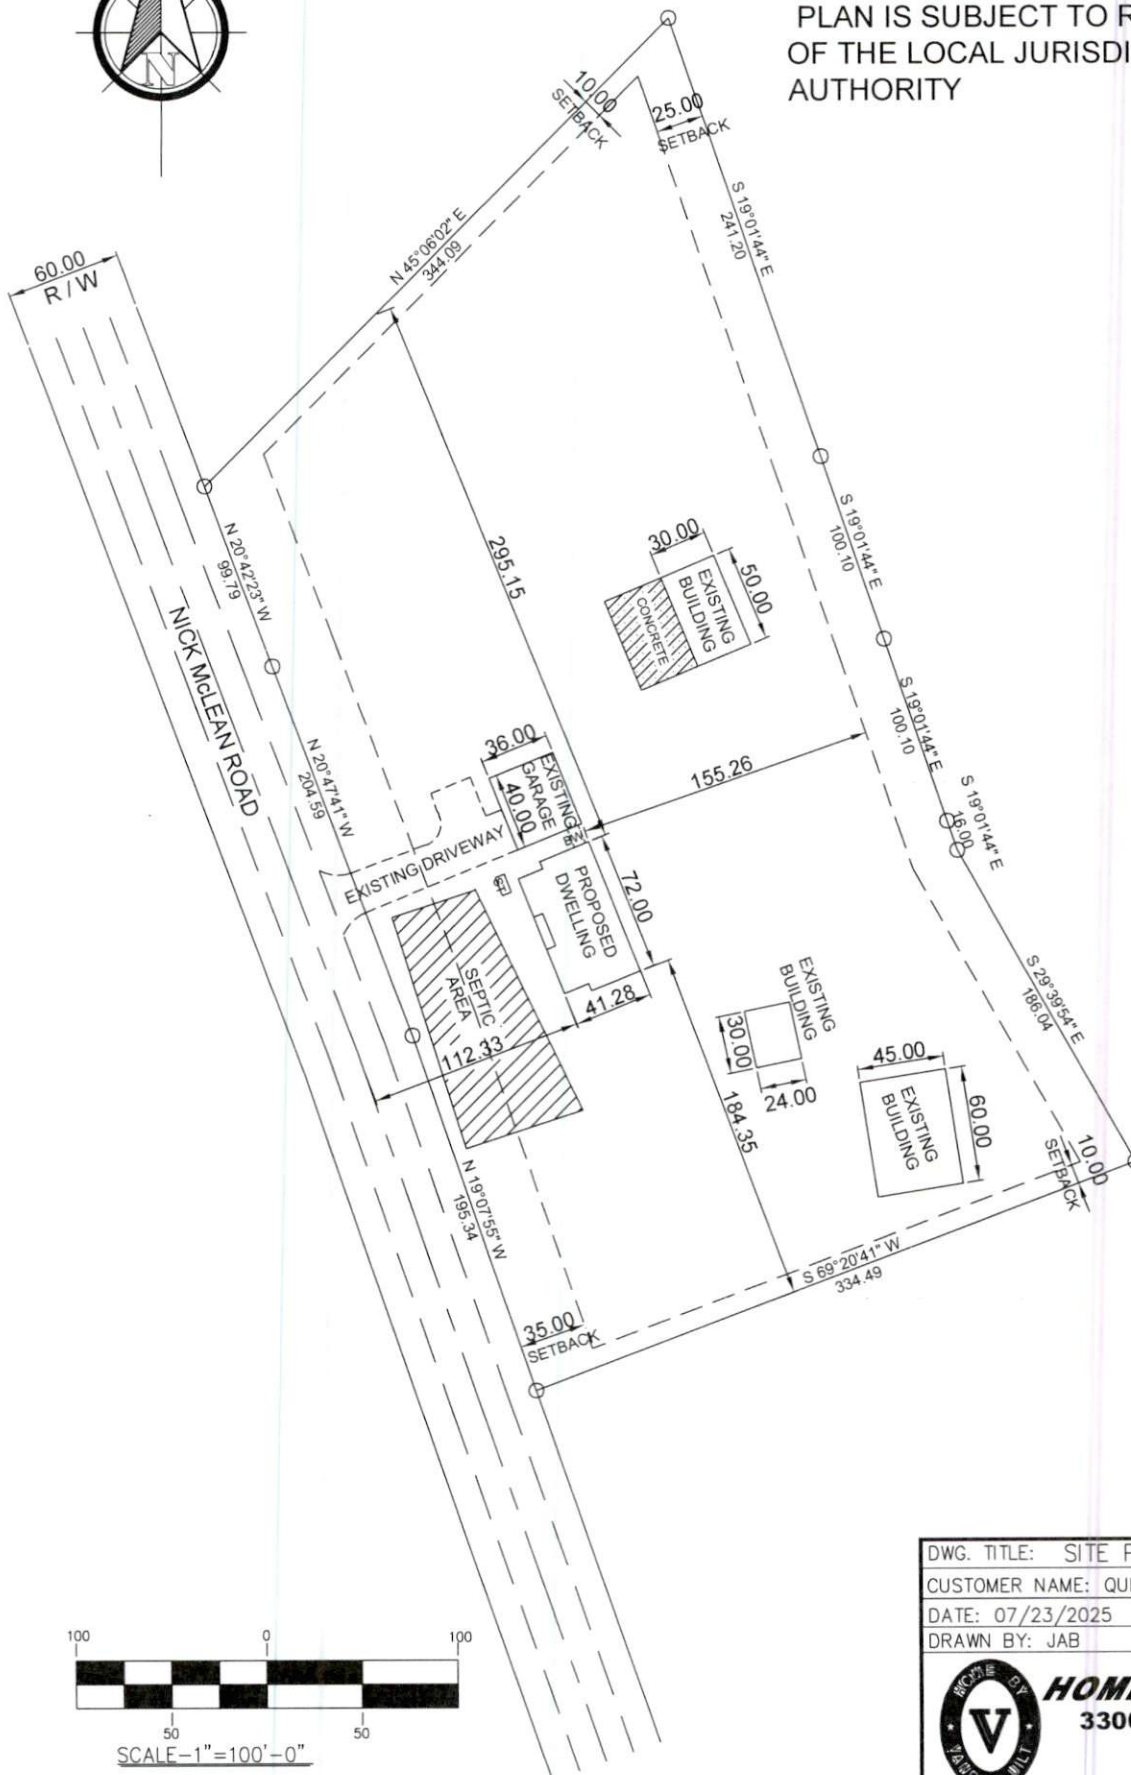 N
PLAN IS SUBJECT TO R
OF THE LOCAL JURISDI
AUTHORITY
10.00
SETBACK
25.00
SETBACK
S 19°01'44" E
241.20
N 45°06'02" E
344.09
60.00
R / W
S 19°01'44" E
100.10
N 20°42'23" W
99.79
295.15
30.00
50.00
EXISTING
BUILDING
CONCRETE
NICK McLEAN ROAD
S 19°01'44" E
100.10
N 20°47'41" W
204.59
36.00
EXISTING
GARAGE
40.00
155.26
S 19°01'44" E
16.00
EXISTING DRIVEWAY
ST
PROPOSED
DWELLING
72.00
SEPTIC
AREA
41.28
112.33
EXISTING
BUILDING
30.00
24.00
S 29°39'54" E
186.04
45.00
EXISTING
BUILDING
60.00
184.35
10.00
SETBACK
N 19°07'55" W
195.34
S 69°20'41" W
334.49
35.00
SETBACK
100
0
100
50
50
SCALE-1"=100'-0"
DWG. TITLE: SITE P
CUSTOMER NAME: QU
DATE: 07/23/2025
DRAWN BY: JAB
HOME BY
V
HOM
330